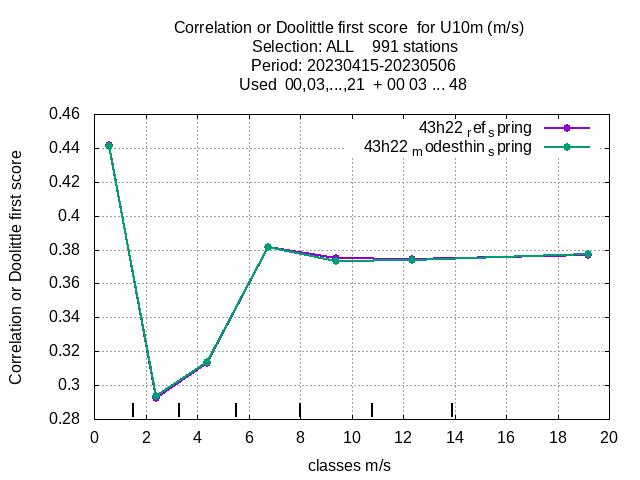 Correlation or Doolittle first score  for U10m (m/s)
Selection: ALL    991 stations
Period: 20230415-20230506
Used  00,03,...,21  + 00 03 ... 48
43h22 ref spring
43h22 modesthin spring
Correlation or Doolittle first score
0.46
0.44
0.42
0.4
0.38
0.36
0.34
0.32
0.3
0.28
0 2 4 6 8 10 12 14 16 18 20
classes m/s